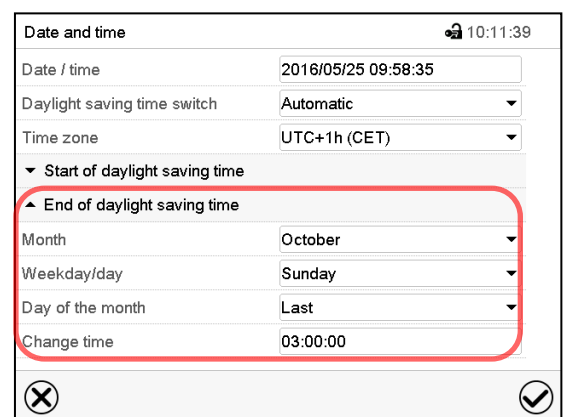 Date and time 10:11:39
Date / time 2016/05/25 09:58:35
Daylight saving time switch Automatic
Time zone UTC+1h (CET)
Start of daylight saving time
End of daylight saving time
Month October
Weekday/day Sunday
Day of the month Last
Change time 03:00:00